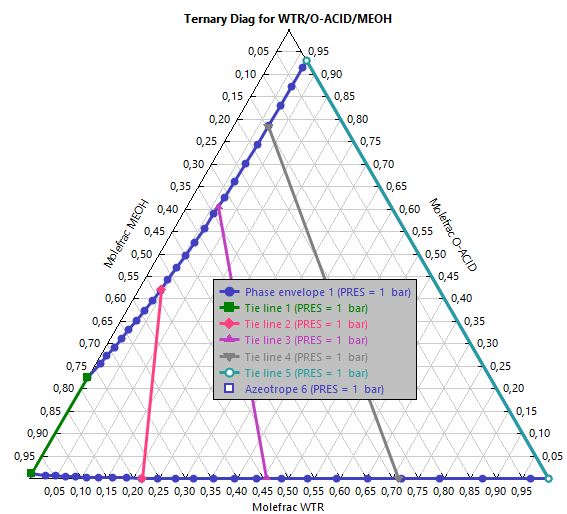 Ternary Diag for WTR/O-ACID/MEOH
0,05 0,95
0,10 0,90
0,15 0,85
0,20 0,80
0,25 0,75
0,30 0,70
0,35 0,65
0,40 0,60
0,45 0,55
0,50 0,50
0,55 0,45
0,60 0,40
0,65 0,35
0,70 0,30
0,75 0,25
0,80 0,20
0,85 0,15
0,90 0,10
0,95 0,05
Molefrac MEOH
Molefrac O-ACID
Phase envelope 1 (PRES = 1 bar)
Tie line 1 (PRES = 1 bar)
Tie line 2 (PRES = 1 bar)
Tie line 3 (PRES = 1 bar)
Tie line 4 (PRES = 1 bar)
Tie line 5 (PRES = 1 bar)
Azeotrope 6 (PRES = 1 bar)
0,05 0,10 0,15 0,20 0,25 0,30 0,35 0,40 0,45 0,50 0,55 0,60 0,65 0,70 0,75 0,80 0,85 0,90 0,95
Molefrac WTR